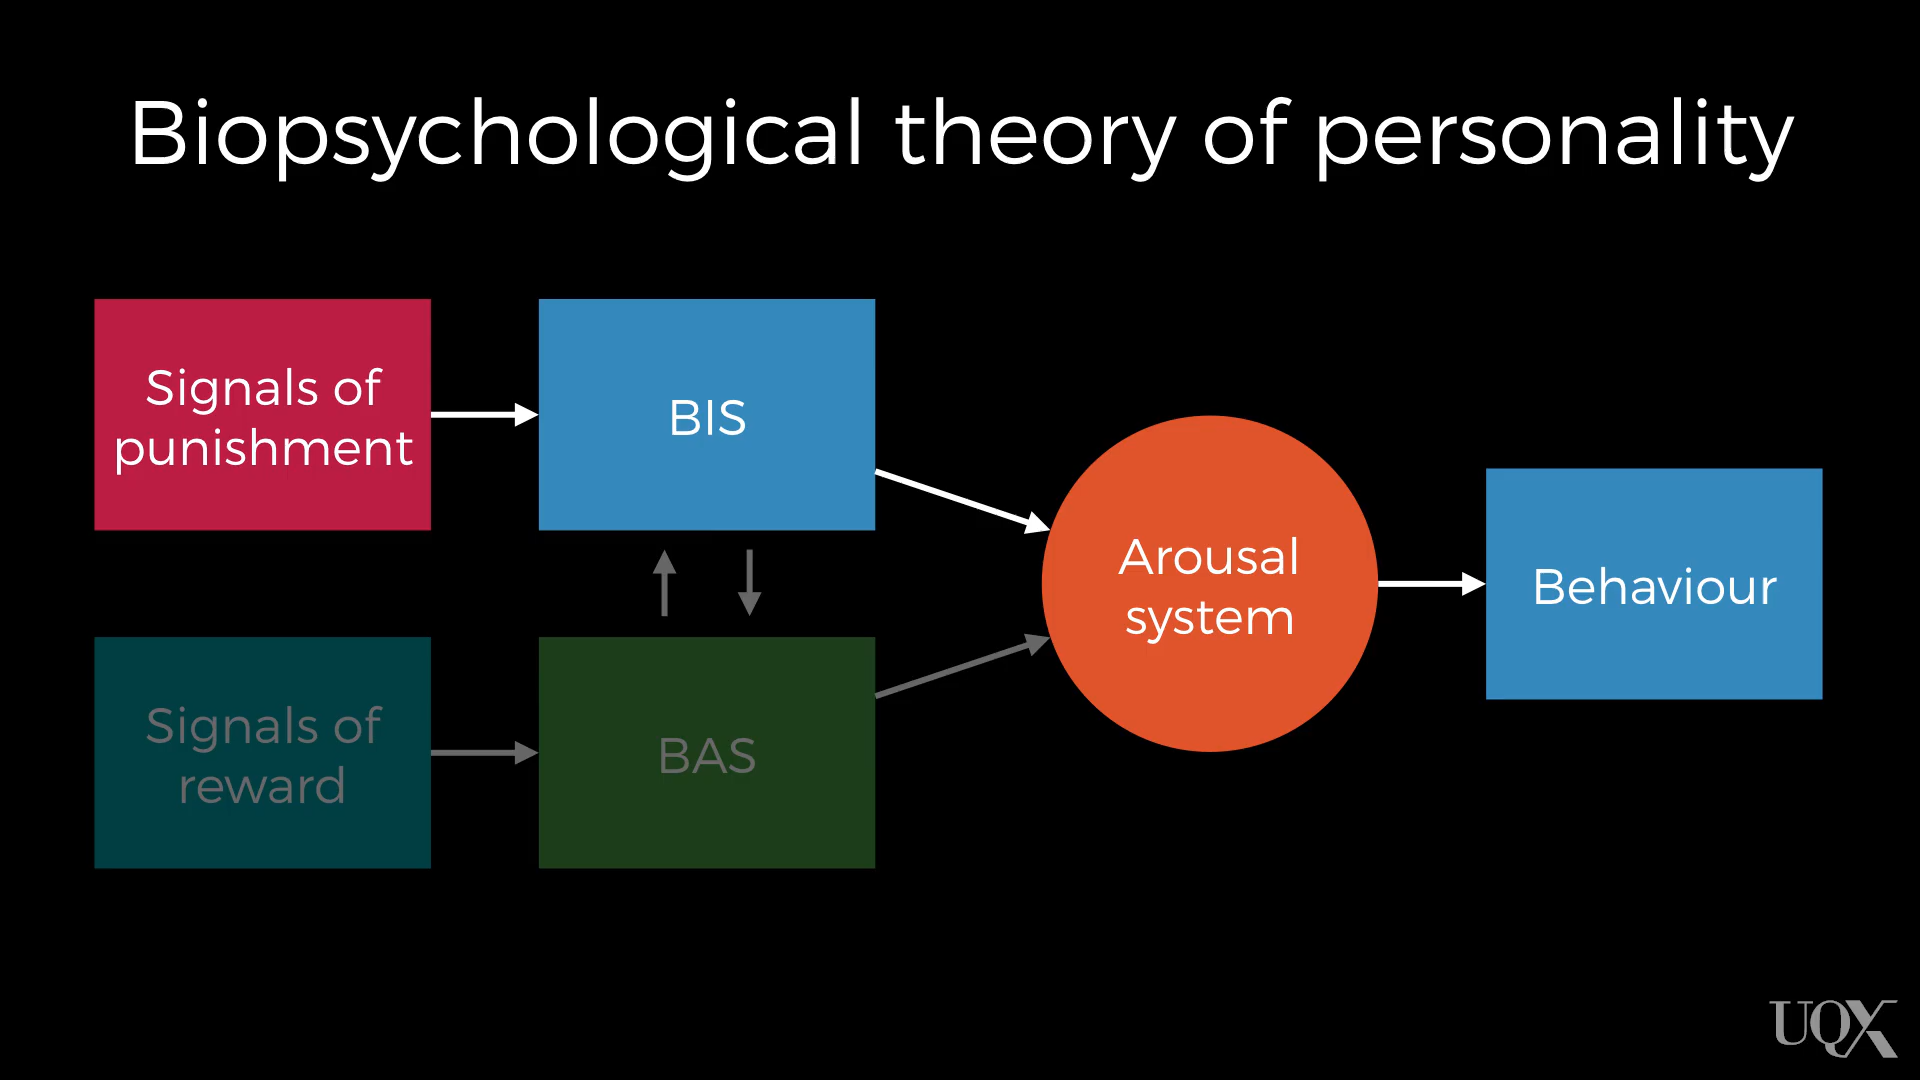 Biopsychological theory of personality
Signals of
punishment
BIS
Arousal
system
Behaviour
Signals of
reward
BAS
UQX